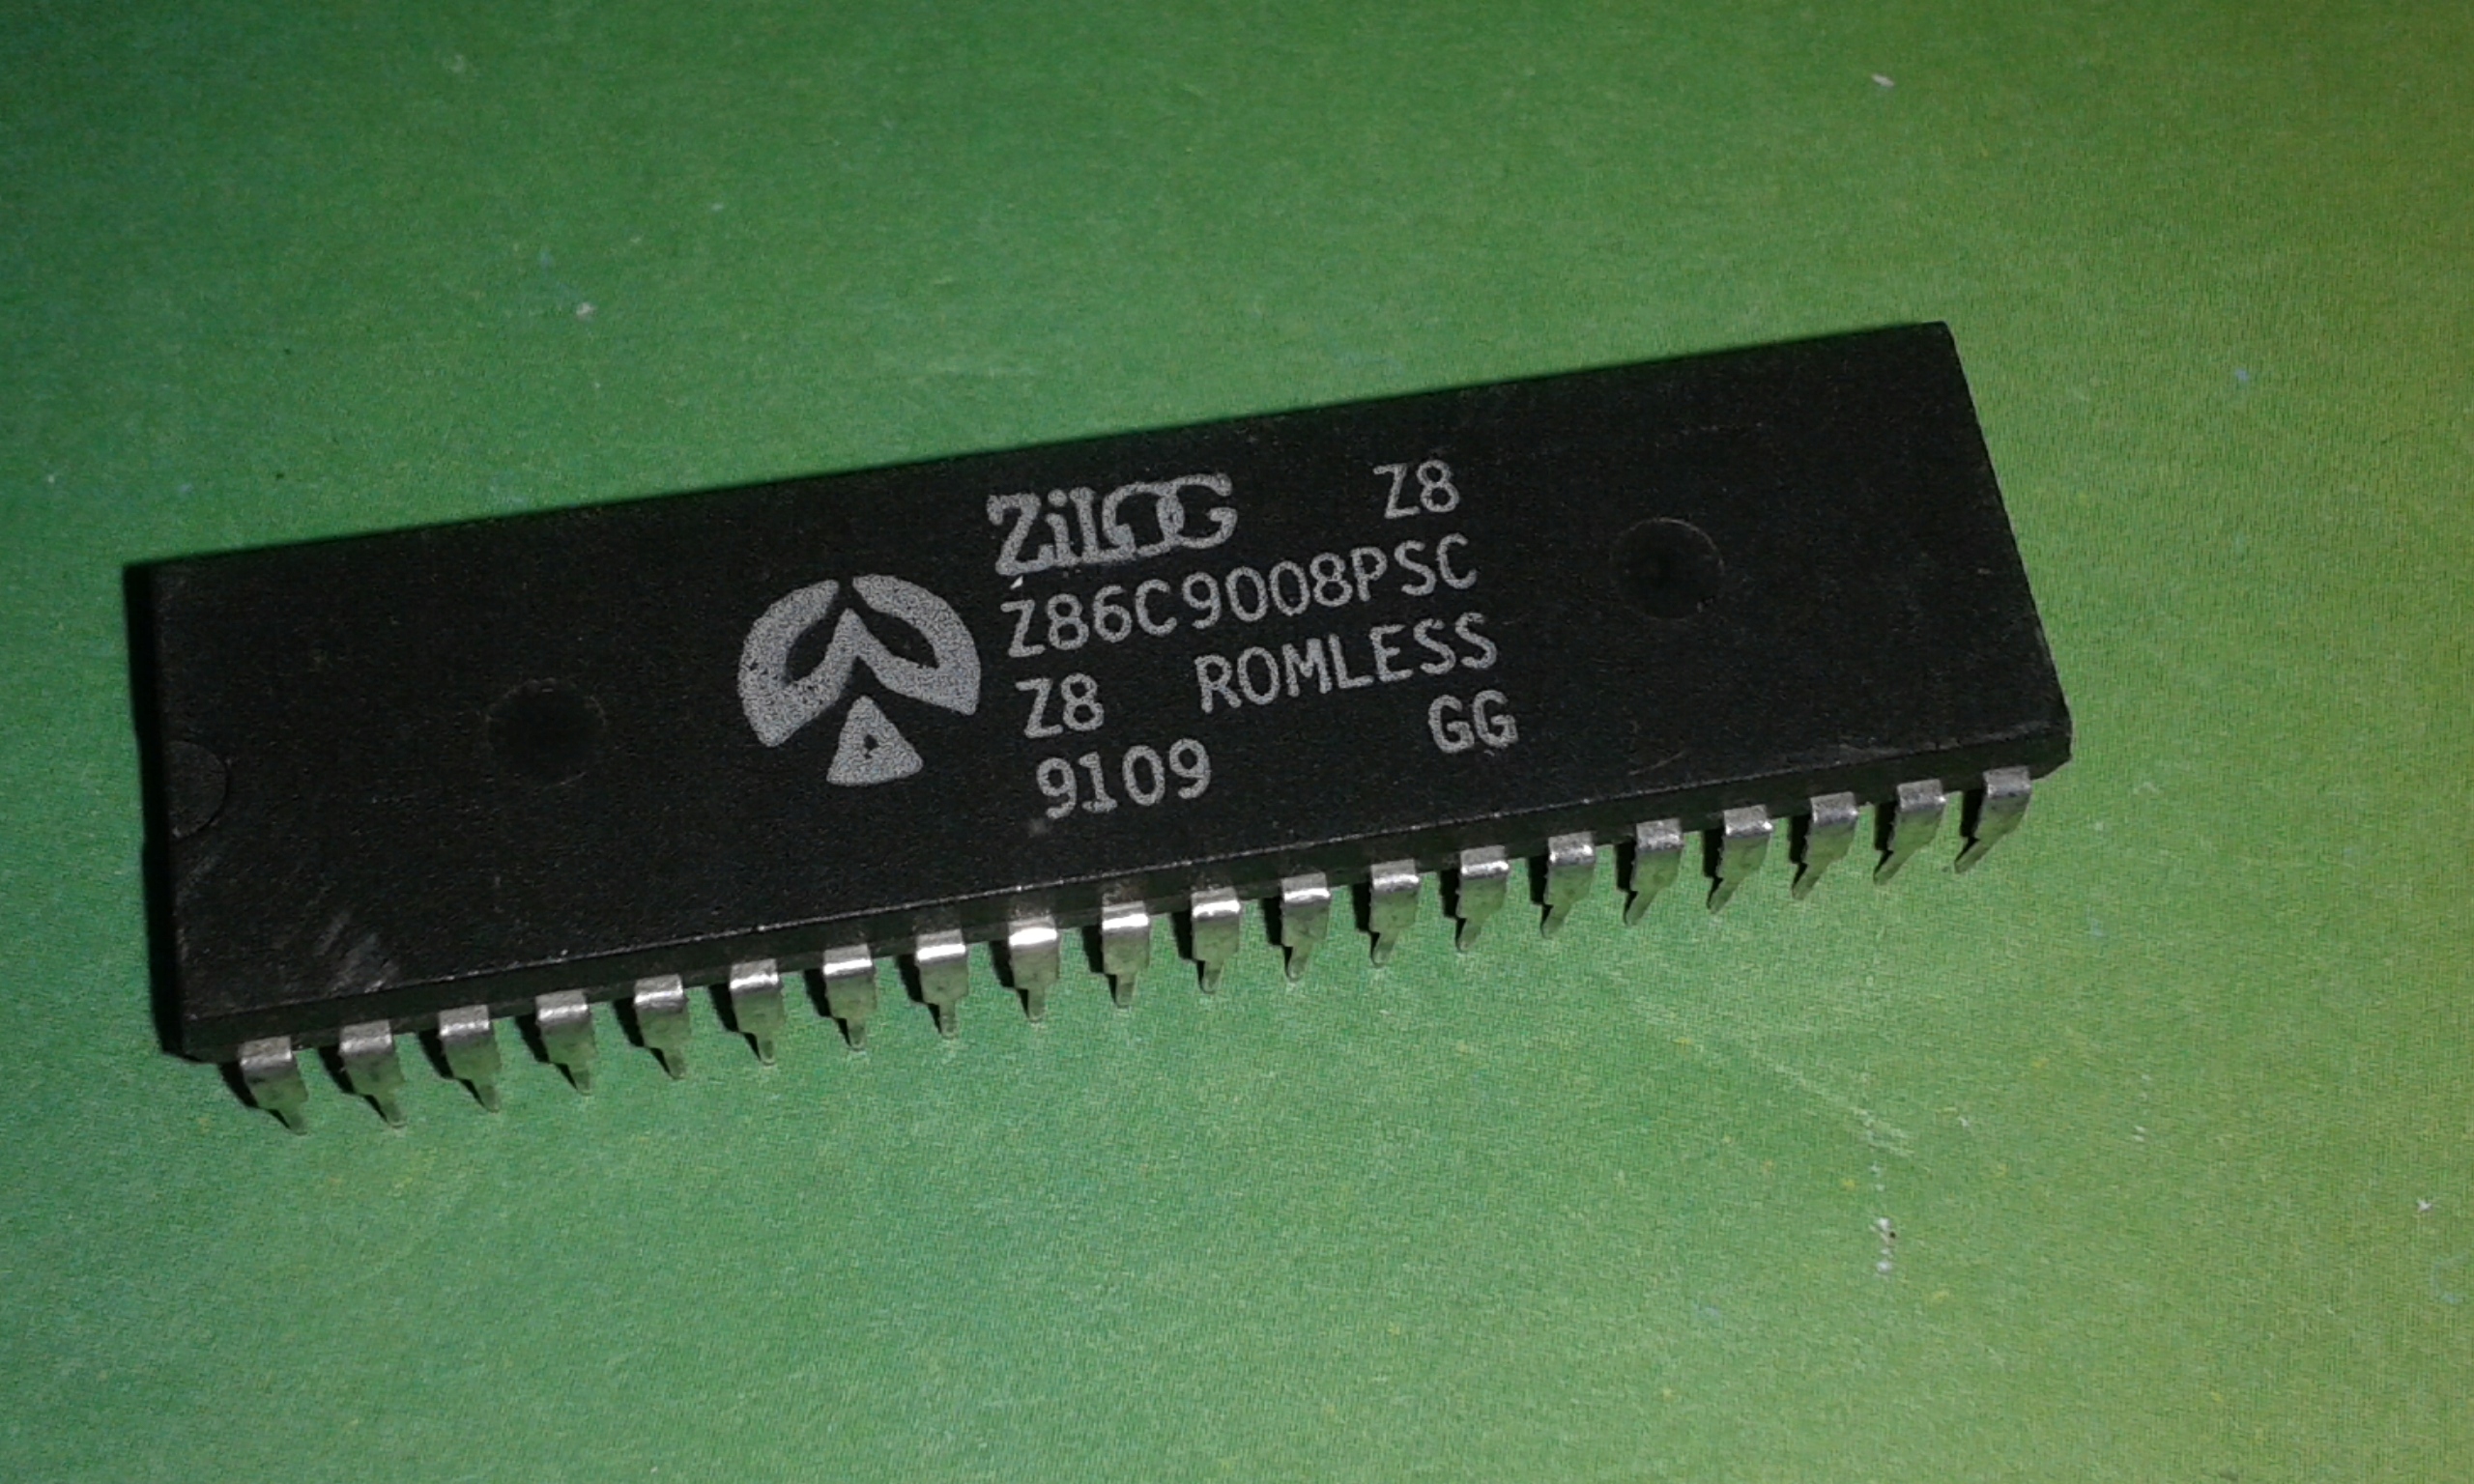 ZiLOG Z8
Z86C9008PSC
Z8 ROMLESS
9109 GG